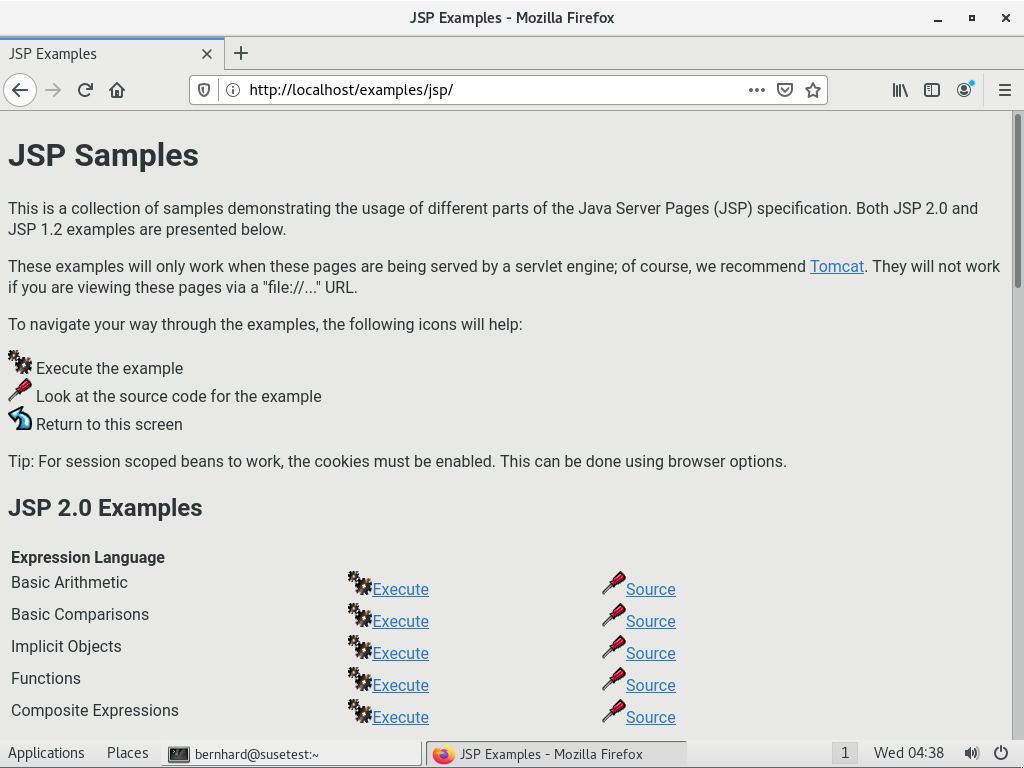 JSP Examples - Mozilla Firefox
JSP Examples
http://localhost/examples/jsp/
JSP Samples
This is a collection of samples demonstrating the usage of different parts of the Java Server Pages (JSP) specification. Both JSP 2.0 and
JSP 1.2 examples are presented below.
These examples will only work when these pages are being served by a servlet engine; of course, we recommend Tomcat. They will not work
if you are viewing these pages via a "file://..." URL.
To navigate your way through the examples, the following icons will help:
Execute the example
Look at the source code for the example
Return to this screen
Tip: For session scoped beans to work, the cookies must be enabled. This can be done using browser options.
JSP 2.0 Examples
Expression Language
Basic Arithmetic Execute Source
Basic Comparisons Execute Source
Implicit Objects Execute Source
Functions Execute Source
Composite Expressions Execute Source
Applications Places bernhard@susetest:~ JSP Examples - Mozilla Firefox 1 Wed 04:38